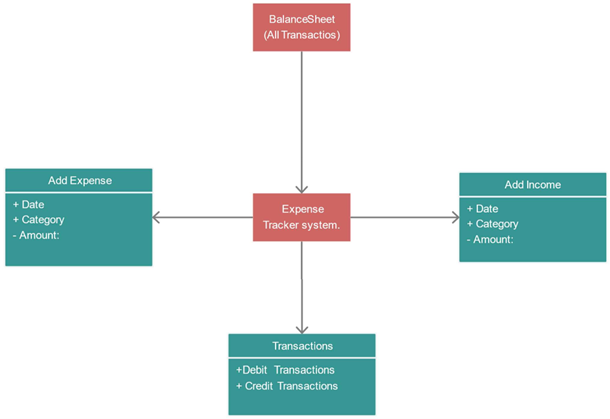 BalanceSheet
(All Transactios)
Add Expense
+ Date
+ Category
- Amount:
Expense
Tracker system.
Add Income
+ Date
+ Category
- Amount:
Transactions
+Debit Transactions
+ Credit Transactions